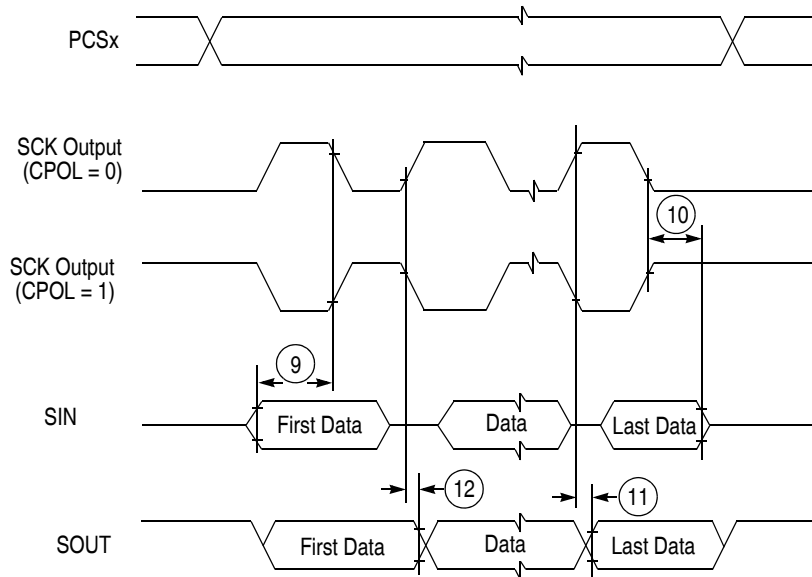 PCSx
SCK Output
(CPOL = 0)
10
SCK Output
(CPOL = 1)
9
SIN
First Data
Data
Last Data
12
11
SOUT
First Data
Data
Last Data